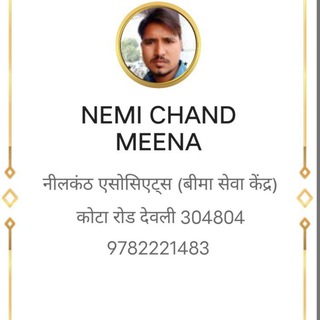 NEMI CHAND
MEENA
नीलकंठ एसोसिएट्स (बीमा सेवा केंद्र)
कोटा रोड देवली 304804
9782221483